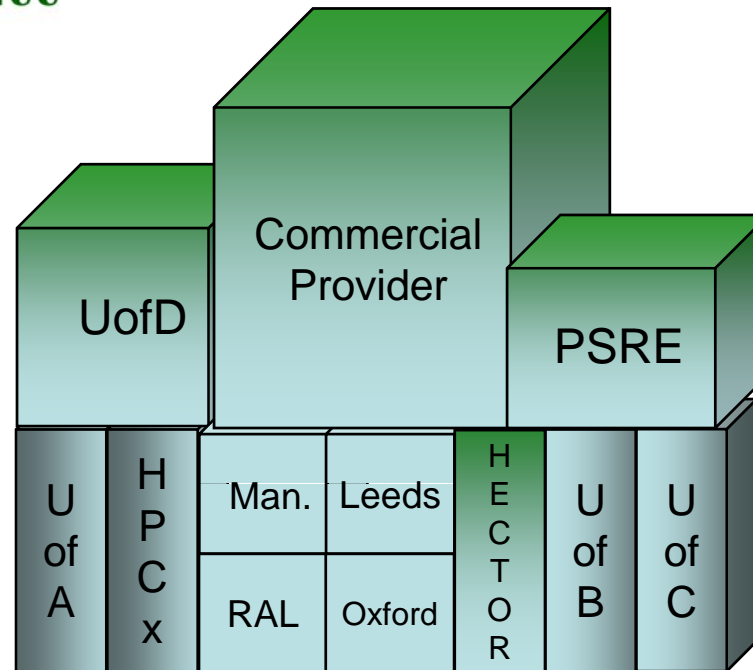 Commercial
Provider
UofD
PSRE
U
of
A
H
P
C
x
Man.
Leeds
RAL
Oxford
H
E
C
T
O
R
U
of
B
U
of
C